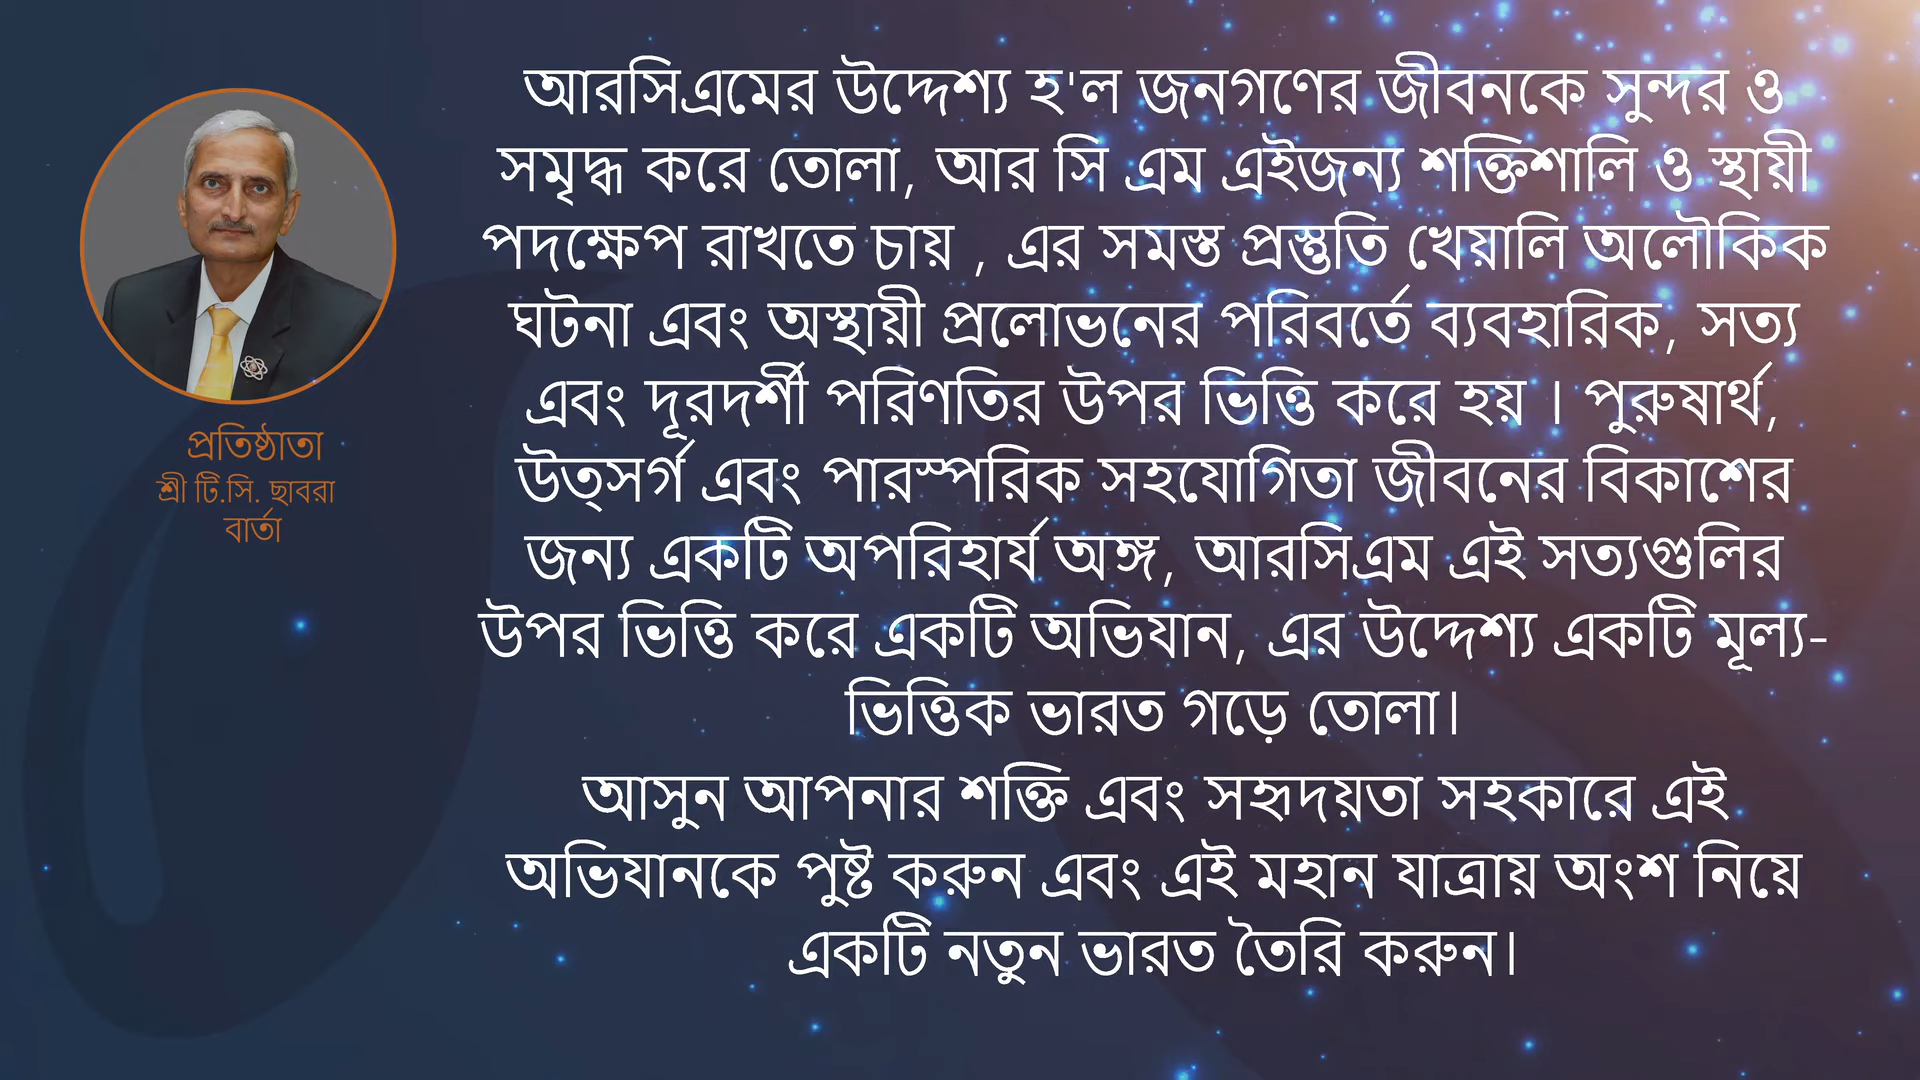 প্রতিষ্ঠাতা
শ্রী টি.সি. ছাবরা
বার্তা
আরসিএমের উদ্দেশ্য হ'ল জনগণের জীবনকে সুন্দর ও
সমৃদ্ধ করে তোলা, আর সি এম এইজন্য শক্তিশালি ও স্থায়ী
পদক্ষেপ রাখতে চায় , এর সমস্ত প্রস্তুতি খেয়ালি অলৌকিক
ঘটনা এবং অস্থায়ী প্রলোভনের পরিবর্তে ব্যবহারিক, সত্য
এবং দূরদর্শী পরিণতির উপর ভিত্তি করে হয় । পুরুষার্থ,
উত্সর্গ এবং পারস্পরিক সহযোগিতা জীবনের বিকাশের
জন্য একটি অপরিহার্য অঙ্গ, আরসিএম এই সত্যগুলির
উপর ভিত্তি করে একটি অভিযান, এর উদ্দেশ্য একটি মূল্য-
ভিত্তিক ভারত গড়ে তোলা।
আসুন আপনার শক্তি এবং সহৃদয়তা সহকারে এই
অভিযানকে পুষ্ট করুন এবং এই মহান যাত্রায় অংশ নিয়ে
একটি নতুন ভারত তৈরি করুন।